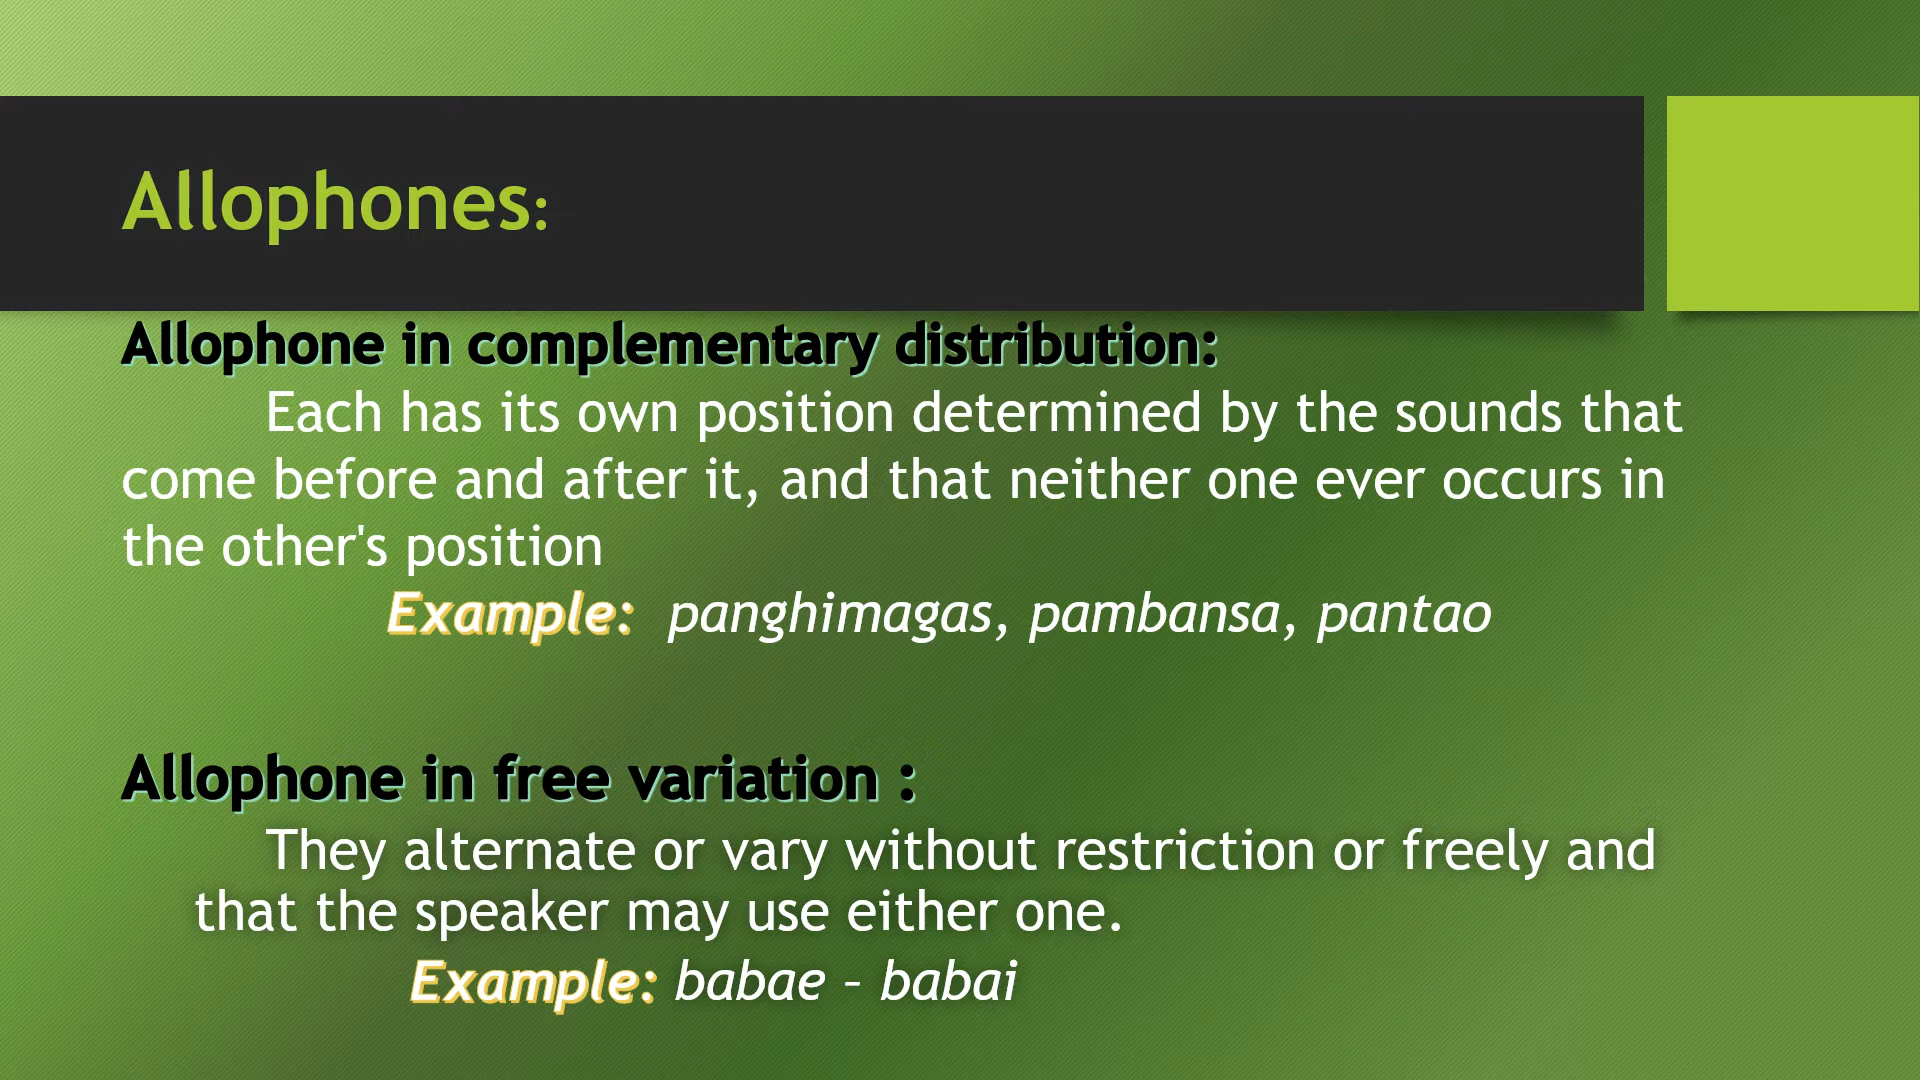 Allophones:
Allophone in complementary distribution:
Each has its own position determined by the sounds that
come before and after it, and that neither one ever occurs in
the other's position
Example: panghimagas, pambansa, pantao
Allophone in free variation :
They alternate or vary without restriction or freely and
that the speaker may use either one.
Example: babae – babai